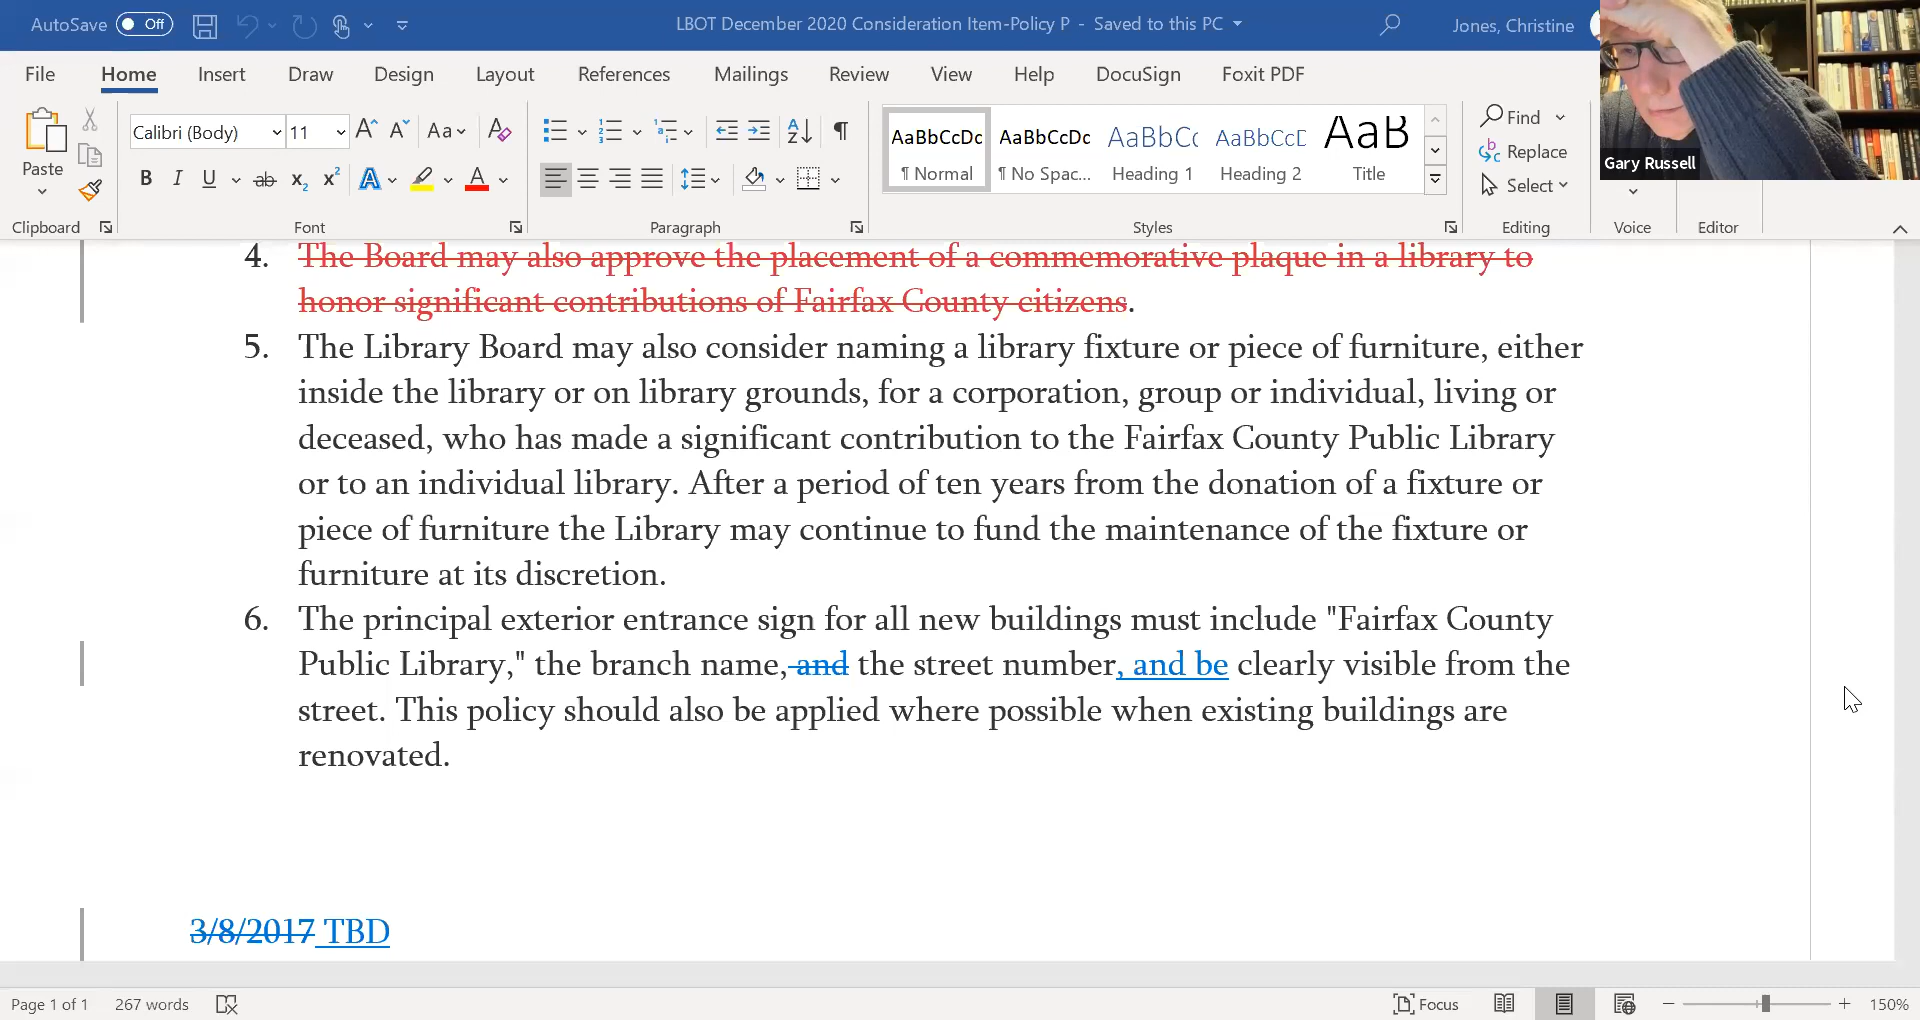 AutoSave Off LBOT December 2020 Consideration Item-Policy P - Saved to this PC Jones, Christine
File Home Insert Draw Design Layout References Mailings Review View Help DocuSign Foxit PDF
Gary Russell
Paste
Calibri (Body) 11 A A Aa A
B I U ab x2 x2 A A
AaBbCcDc AaBbCcDc AaBbCc AaBbCcD AaB
¶ Normal ¶ No Spac... Heading 1 Heading 2 Title
Find
Replace
Select
Clipboard Font Paragraph Styles Editing Voice Editor
4. The Board may also approve the placement of a commemorative plaque in a library to
honor significant contributions of Fairfax County citizens.
5. The Library Board may also consider naming a library fixture or piece of furniture, either
inside the library or on library grounds, for a corporation, group or individual, living or
deceased, who has made a significant contribution to the Fairfax County Public Library
or to an individual library. After a period of ten years from the donation of a fixture or
piece of furniture the Library may continue to fund the maintenance of the fixture or
furniture at its discretion.
6. The principal exterior entrance sign for all new buildings must include "Fairfax County
Public Library," the branch name, and the street number, and be clearly visible from the
street. This policy should also be applied where possible when existing buildings are
renovated.
3/8/2017 TBD
Page 1 of 1 267 words Focus 150%